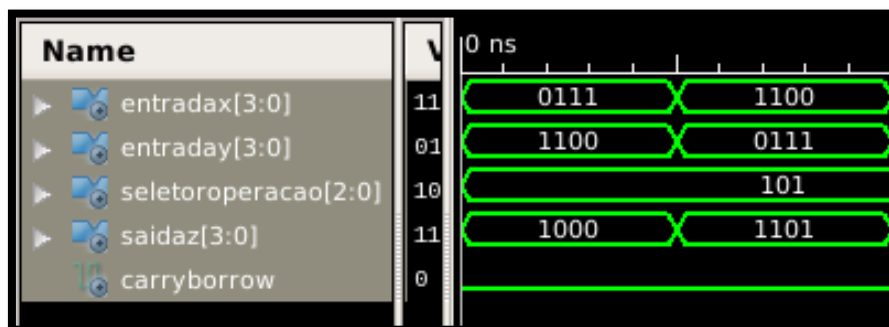 Name V 0 ns
entradax[3:0] 11 0111 1100
entraday[3:0] 01 1100 0111
seletoroperacao[2:0] 10 101
saidaz[3:0] 11 1000 1101
carryborrow 0